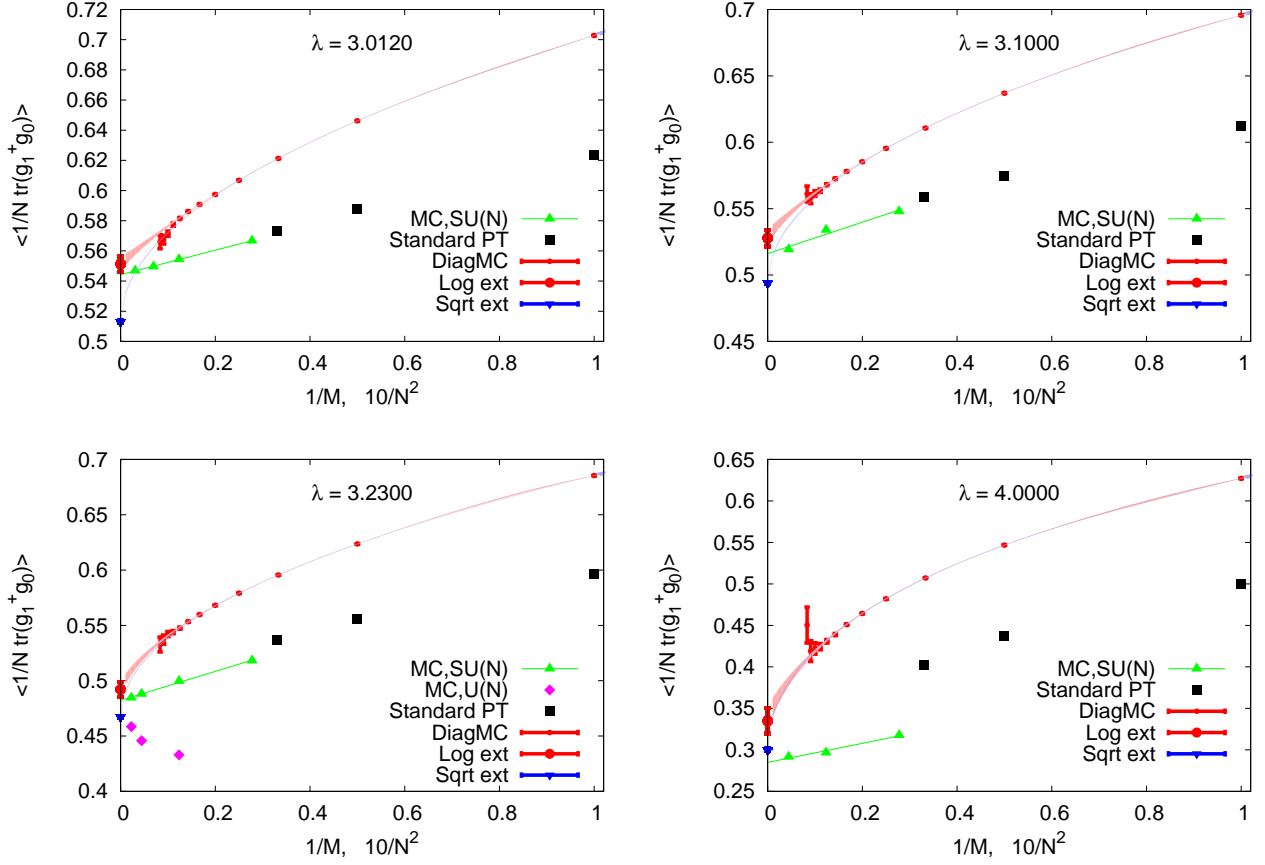 0.72
0.7
0.68
0.66
0.64
0.62
0.6
0.58
0.56
0.54
0.52
0.5
0 0.2 0.4 0.6 0.8 1
<1/N tr(g₁⁺g₀)>
1/M, 10/N²
λ = 3.0120
MC,SU(N)
Standard PT
DiagMC
Log ext
Sqrt ext
0.7
0.65
0.6
0.55
0.5
0.45
0 0.2 0.4 0.6 0.8 1
<1/N tr(g₁⁺g₀)>
1/M, 10/N²
λ = 3.1000
MC,SU(N)
Standard PT
DiagMC
Log ext
Sqrt ext
0.7
0.65
0.6
0.55
0.5
0.45
0.4
0 0.2 0.4 0.6 0.8 1
<1/N tr(g₁⁺g₀)>
1/M, 10/N²
λ = 3.2300
MC,SU(N)
MC,U(N)
Standard PT
DiagMC
Log ext
Sqrt ext
0.65
0.6
0.55
0.5
0.45
0.4
0.35
0.3
0.25
0 0.2 0.4 0.6 0.8 1
<1/N tr(g₁⁺g₀)>
1/M, 10/N²
λ = 4.0000
MC,SU(N)
Standard PT
DiagMC
Log ext
Sqrt ext